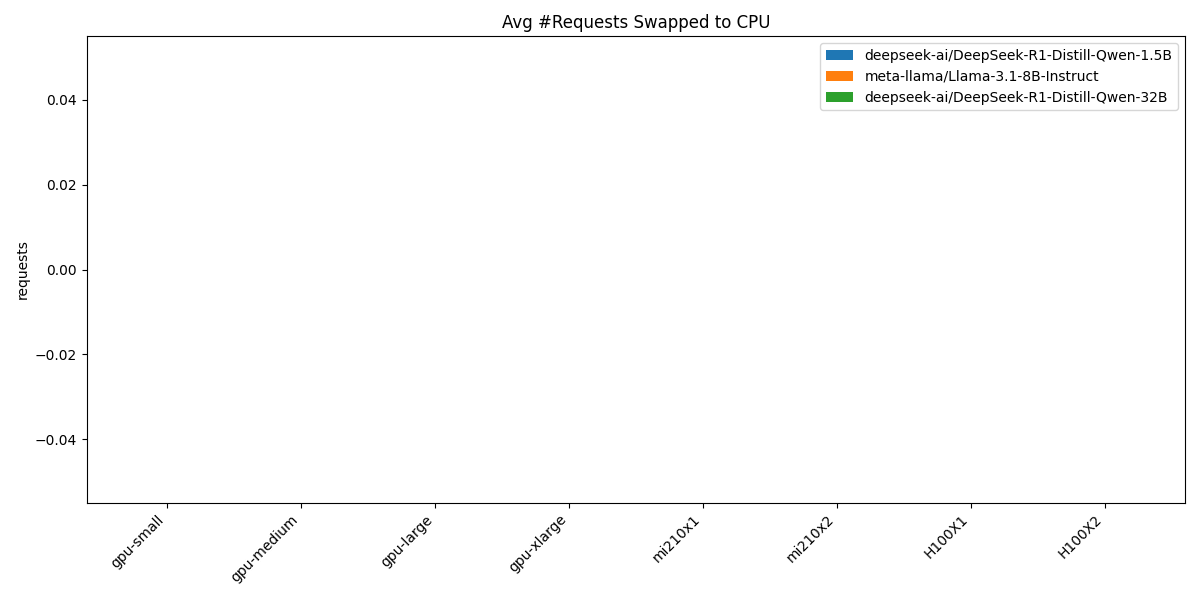 Avg #Requests Swapped to CPU
deepseek-ai/DeepSeek-R1-Distill-Qwen-1.5B
meta-llama/Llama-3.1-8B-Instruct
deepseek-ai/DeepSeek-R1-Distill-Qwen-32B
requests
0.04
0.02
0.00
−0.02
−0.04
gpu-small
gpu-medium
gpu-large
gpu-xlarge
mi210x1
mi210x2
H100X1
H100X2